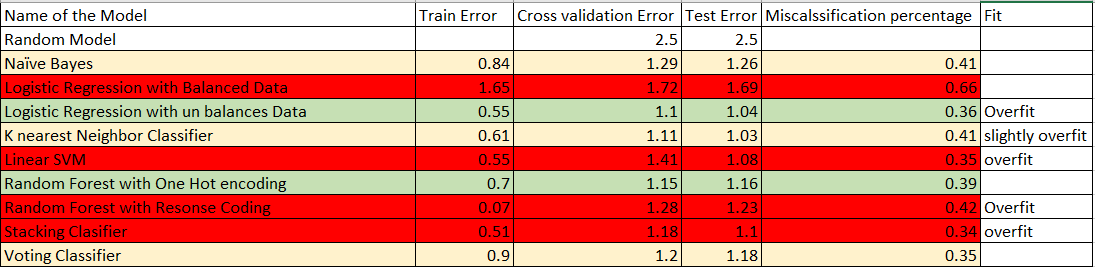 Name of the Model Train Error Cross validation Error Test Error Miscalssification percentage Fit
Random Model 2.5 2.5
Naïve Bayes 0.84 1.29 1.26 0.41
Logistic Regression with Balanced Data 1.65 1.72 1.69 0.66
Logistic Regression with un balances Data 0.55 1.1 1.04 0.36 Overfit
K nearest Neighbor Classifier 0.61 1.11 1.03 0.41 slightly overfit
Linear SVM 0.55 1.41 1.08 0.35 overfit
Random Forest with One Hot encoding 0.7 1.15 1.16 0.39
Random Forest with Resonse Coding 0.07 1.28 1.23 0.42 Overfit
Stacking Clasifier 0.51 1.18 1.1 0.34 overfit
Voting Classifier 0.9 1.2 1.18 0.35